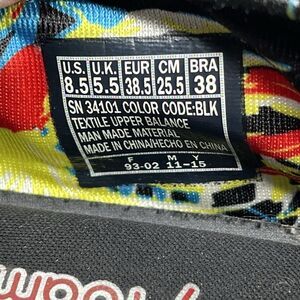 U.S. U.K. EUR CM BRA
8.5 5.5 38.5 25.5 38
SN 34101 COLOR CODE:BLK
TEXTILE UPPER BALANCE
MAN MADE MATERIAL
MADE IN CHINA/HECHO EN CHINA
F M Y
93-02 11-15